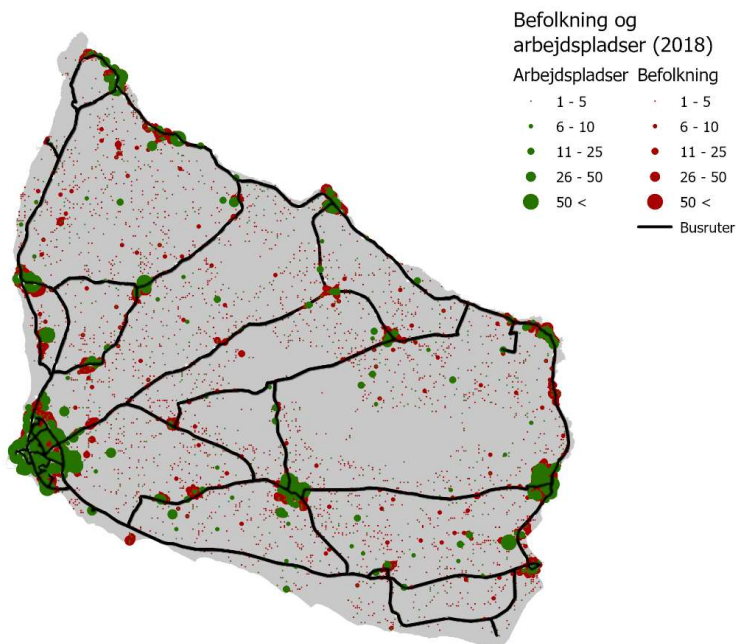 Befolkning og
arbejdspladser (2018)
Arbejdspladser Befolkning
1 - 5 1 - 5
6 - 10 6 - 10
11 - 25 11 - 25
26 - 50 26 - 50
50 < 50 <
Busruter